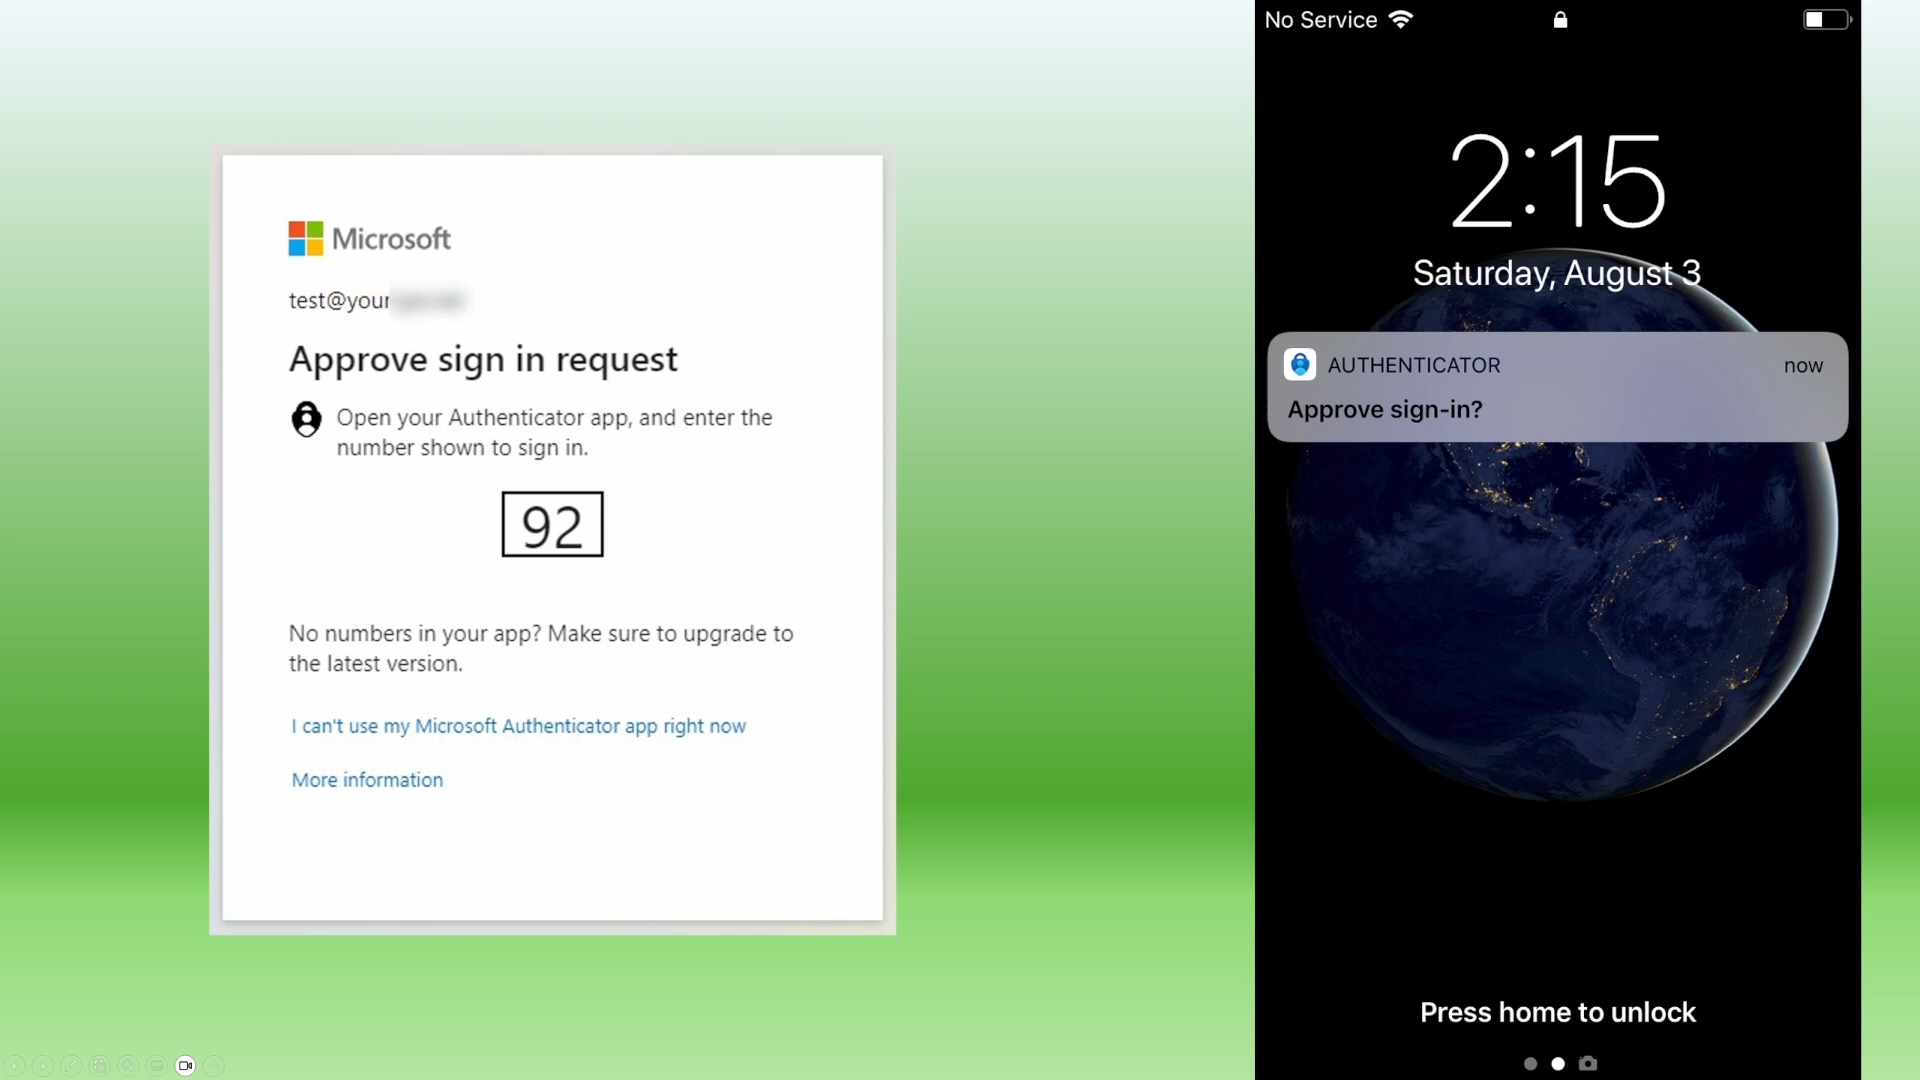 Microsoft
test@your
Approve sign in request
Open your Authenticator app, and enter the
number shown to sign in.
92
No numbers in your app? Make sure to upgrade to
the latest version.
I can't use my Microsoft Authenticator app right now
More information
No Service
2:15
Saturday, August 3
AUTHENTICATOR
now
Approve sign-in?
Press home to unlock